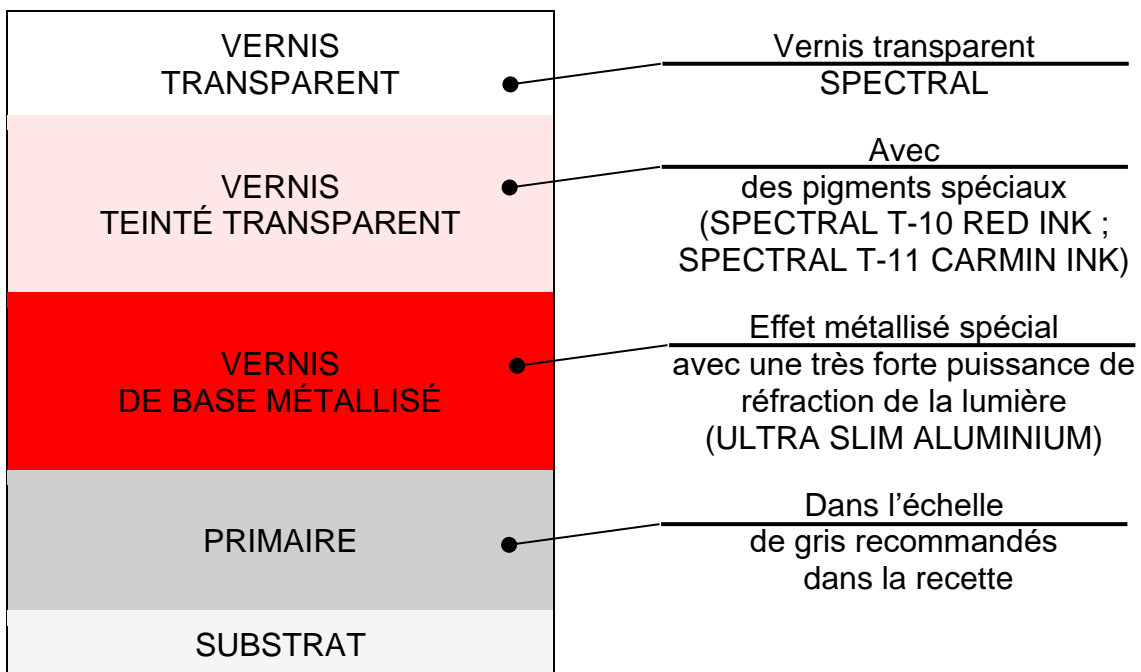 VERNIS
TRANSPARENT
Vernis transparent
SPECTRAL
VERNIS
TEINTÉ TRANSPARENT
Avec
des pigments spéciaux
(SPECTRAL T-10 RED INK ;
SPECTRAL T-11 CARMIN INK)
VERNIS
DE BASE MÉTALLISÉ
Effet métallisé spécial
avec une très forte puissance de
réfraction de la lumière
(ULTRA SLIM ALUMINIUM)
PRIMAIRE
Dans l’échelle
de gris recommandés
dans la recette
SUBSTRAT